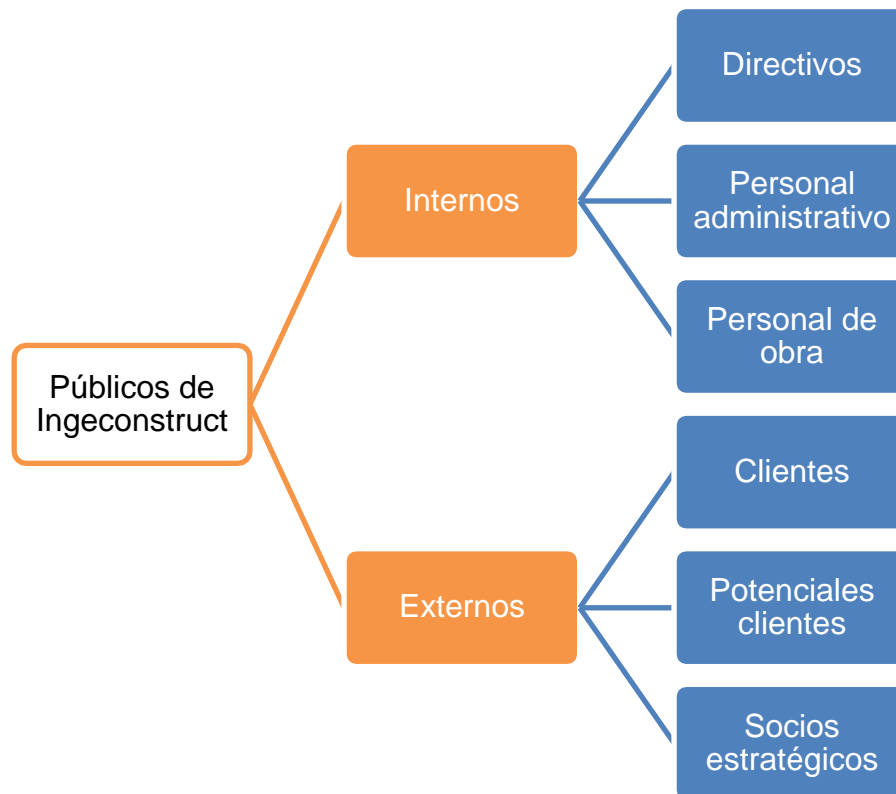 Públicos de
Ingeconstruct
Internos
Directivos
Personal
administrativo
Personal de
obra
Externos
Clientes
Potenciales
clientes
Socios
estratégicos